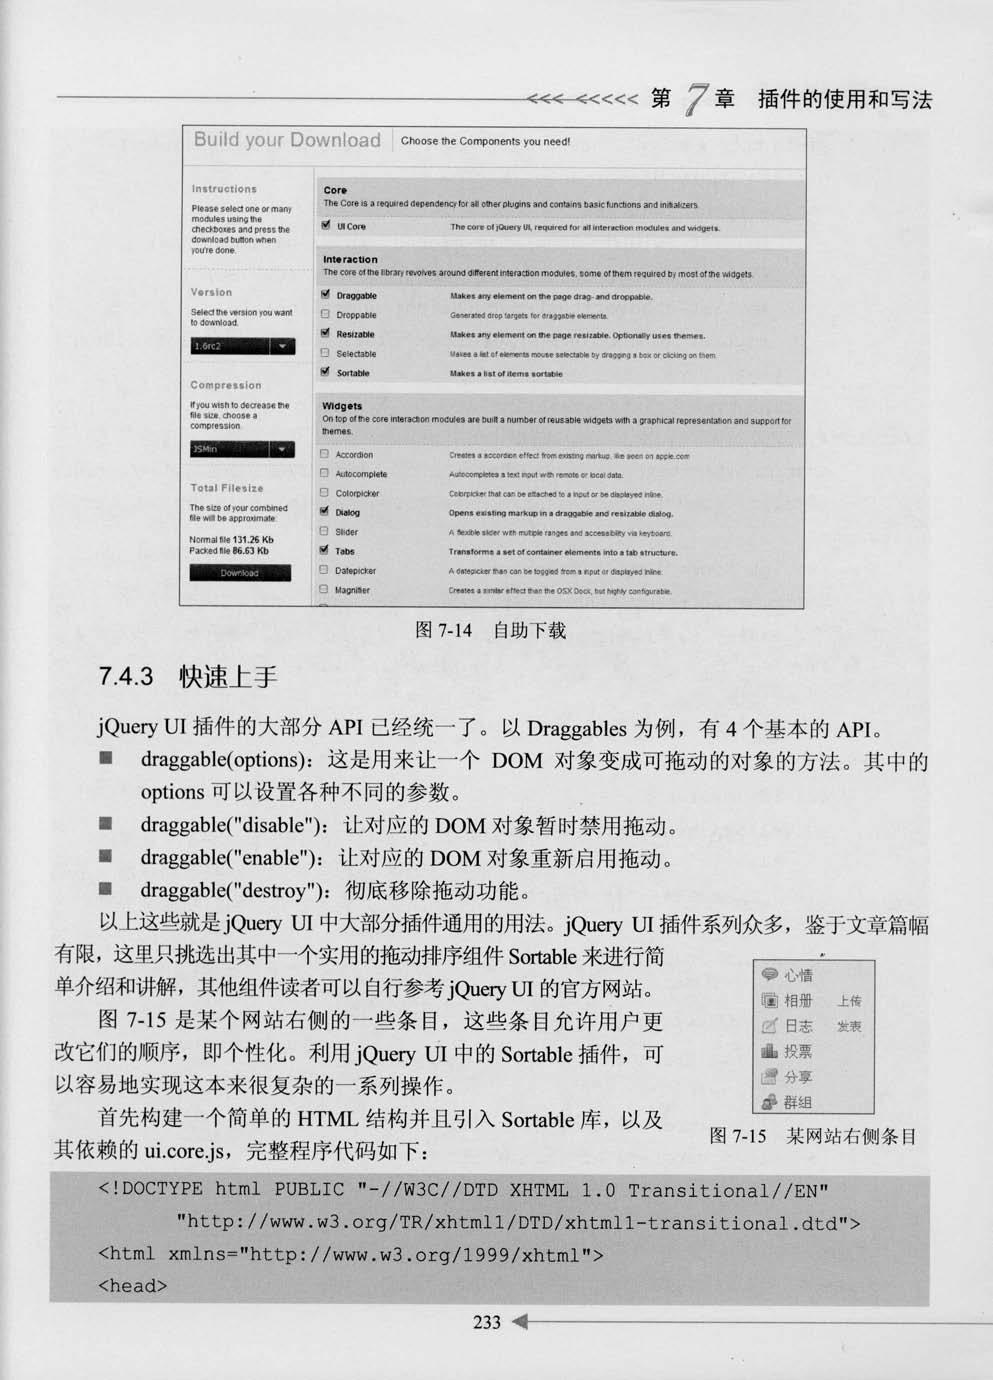 第 7 章 插件的使用和写法
Build your Download Choose the Components you need!
Instructions
Please select one or many
modules using the
checkboxes and press the
download button when
you're done.
Version
Select the version you want
to download.
1.6rc2
Compression
If you wish to decrease the
file size, choose a
compression.
JSMin
Total Filesize
The size of your combined
file will be approximate:
Normal file 131.26 Kb
Packed file 86.63 Kb
Download
Core
The Core is a required dependency for all other plugins and contains basic functions and initializers.
UI Core The core of jQuery UI, required for all interaction modules and widgets.
Interaction
The core of the library revolves around different interaction modules, some of them required by most of the widgets.
Draggable Makes any element on the page drag- and droppable.
Droppable Generated drop targets for draggable elements.
Resizable Makes any element on the page resizable. Optionally uses themes.
Selectable Makes a list of elements mouse selectable by dragging a box or clicking on them.
Sortable Makes a list of items sortable
Widgets
On top of the core interaction modules are built a number of reusable widgets with a graphical representation and support for
themes.
Accordion Creates a accordion effect from existing markup, like seen on apple.com
Autocomplete Autocompletes a text input with remote or local data.
Colorpicker Colorpicker that can be attached to a input or be displayed inline.
Dialog Opens existing markup in a draggable and resizable dialog.
Slider A flexible slider with multiple ranges and accessibility via keyboard.
Tabs Transforms a set of container elements into a tab structure.
Datepicker A datepicker than can be toggled from a input or displayed inline.
Magnifier Creates a similar effect than the OSX Dock, but highly configurable.
图 7-14 自助下载
7.4.3 快速上手
jQuery UI 插件的大部分 API 已经统一了。以 Draggables 为例，有 4 个基本的 API。
■ draggable(options)：这是用来让一个 DOM 对象变成可拖动的对象的方法。其中的
options 可以设置各种不同的参数。
■ draggable("disable")：让对应的 DOM 对象暂时禁用拖动。
■ draggable("enable")：让对应的 DOM 对象重新启用拖动。
■ draggable("destroy")：彻底移除拖动功能。
以上这些就是 jQuery UI 中大部分插件通用的用法。jQuery UI 插件系列众多，鉴于文章篇幅
有限，这里只挑选出其中一个实用的拖动排序组件 Sortable 来进行简
单介绍和讲解，其他组件读者可以自行参考 jQuery UI 的官方网站。
图 7-15 是某个网站右侧的一些条目，这些条目允许用户更
改它们的顺序，即个性化。利用 jQuery UI 中的 Sortable 插件，可
以容易地实现这本来很复杂的一系列操作。
首先构建一个简单的 HTML 结构并且引入 Sortable 库，以及
其依赖的 ui.core.js，完整程序代码如下：
心情
相册 上传
日志 发表
投票
分享
群组
图 7-15 某网站右侧条目
<!DOCTYPE html PUBLIC "-//W3C//DTD XHTML 1.0 Transitional//EN"
"http://www.w3.org/TR/xhtml1/DTD/xhtml1-transitional.dtd">
<html xmlns="http://www.w3.org/1999/xhtml">
<head>
233